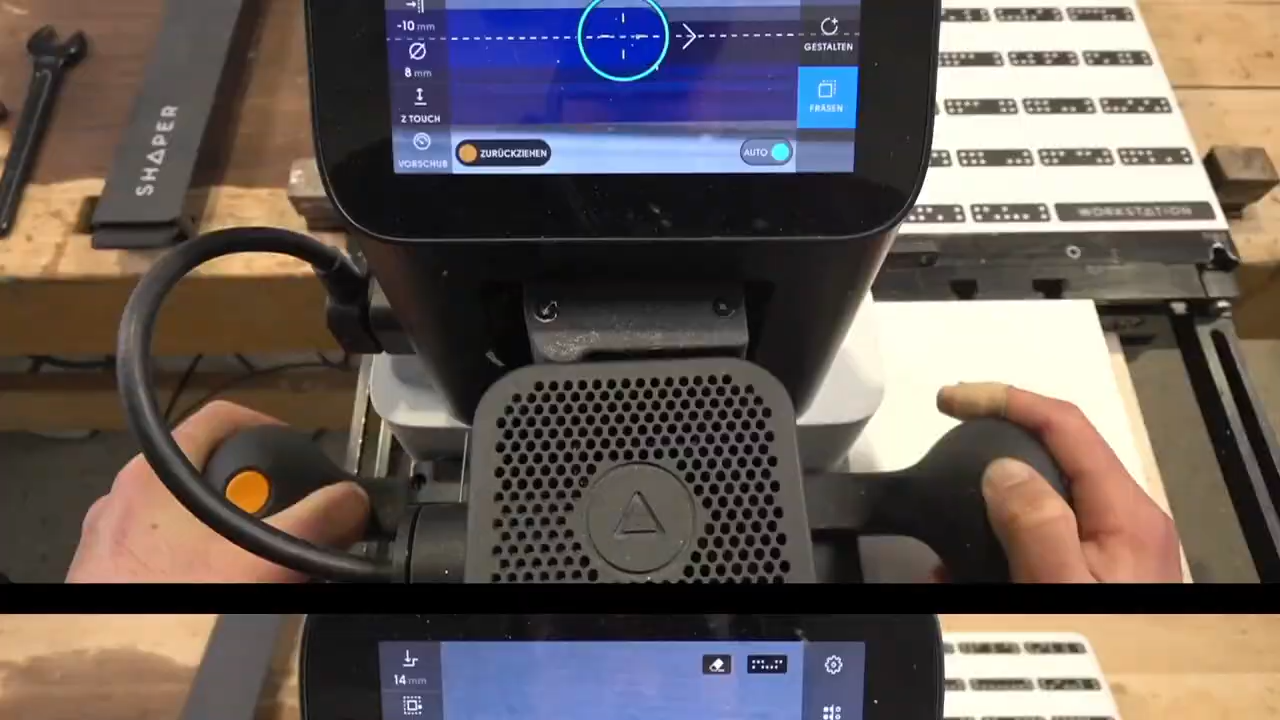 -10 mm
GESTALTEN
8 mm
FRÄSEN
Z TOUCH
ZURÜCKZIEHEN
AUTO
VORSCHUB
SHAPER
WORKSTATION
14 mm